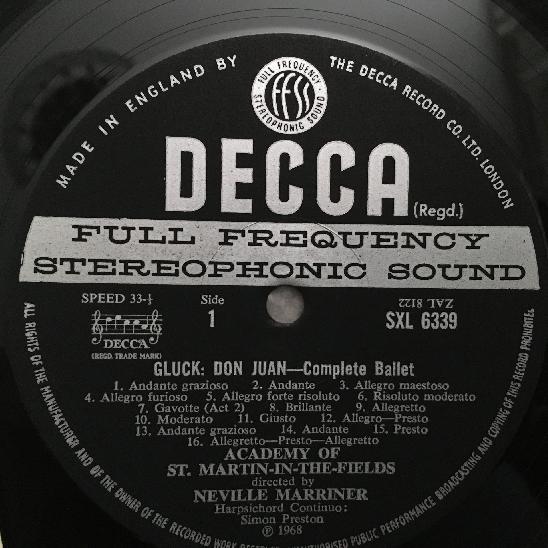 MADE IN ENGLAND BY
THE DECCA RECORD CO. LTD. LONDON
FULL FREQUENCY
FFSS
STEREOPHONIC SOUND
DECCA
(Regd.)
FULL FREQUENCY
STEREOPHONIC SOUND
SPEED 33-⅓
Side
1
ZAL 8122
SXL 6339
DECCA
(REGD. TRADE MARK)
GLUCK: DON JUAN—Complete Ballet
1. Andante grazioso 2. Andante 3. Allegro maestoso
4. Allegro furioso 5. Allegro forte risoluto 6. Risoluto moderato
7. Gavotte (Act 2) 8. Brillante 9. Allegretto
10. Moderato 11. Giusto 12. Allegro—Presto
13. Andante grazioso 14. Andante 15. Presto
16. Allegretto—Presto—Allegretto
ACADEMY OF
ST. MARTIN-IN-THE-FIELDS
directed by
NEVILLE MARRINER
Harpsichord Continuo:
Simon Preston
℗ 1968
ALL RIGHTS OF THE MANUFACTURER AND OF THE OWNER OF THE RECORDED WORK UNAUTHORISED PUBLIC PERFORMANCE BROADCASTING AND COPYING OF THIS RECORD PROHIBITED